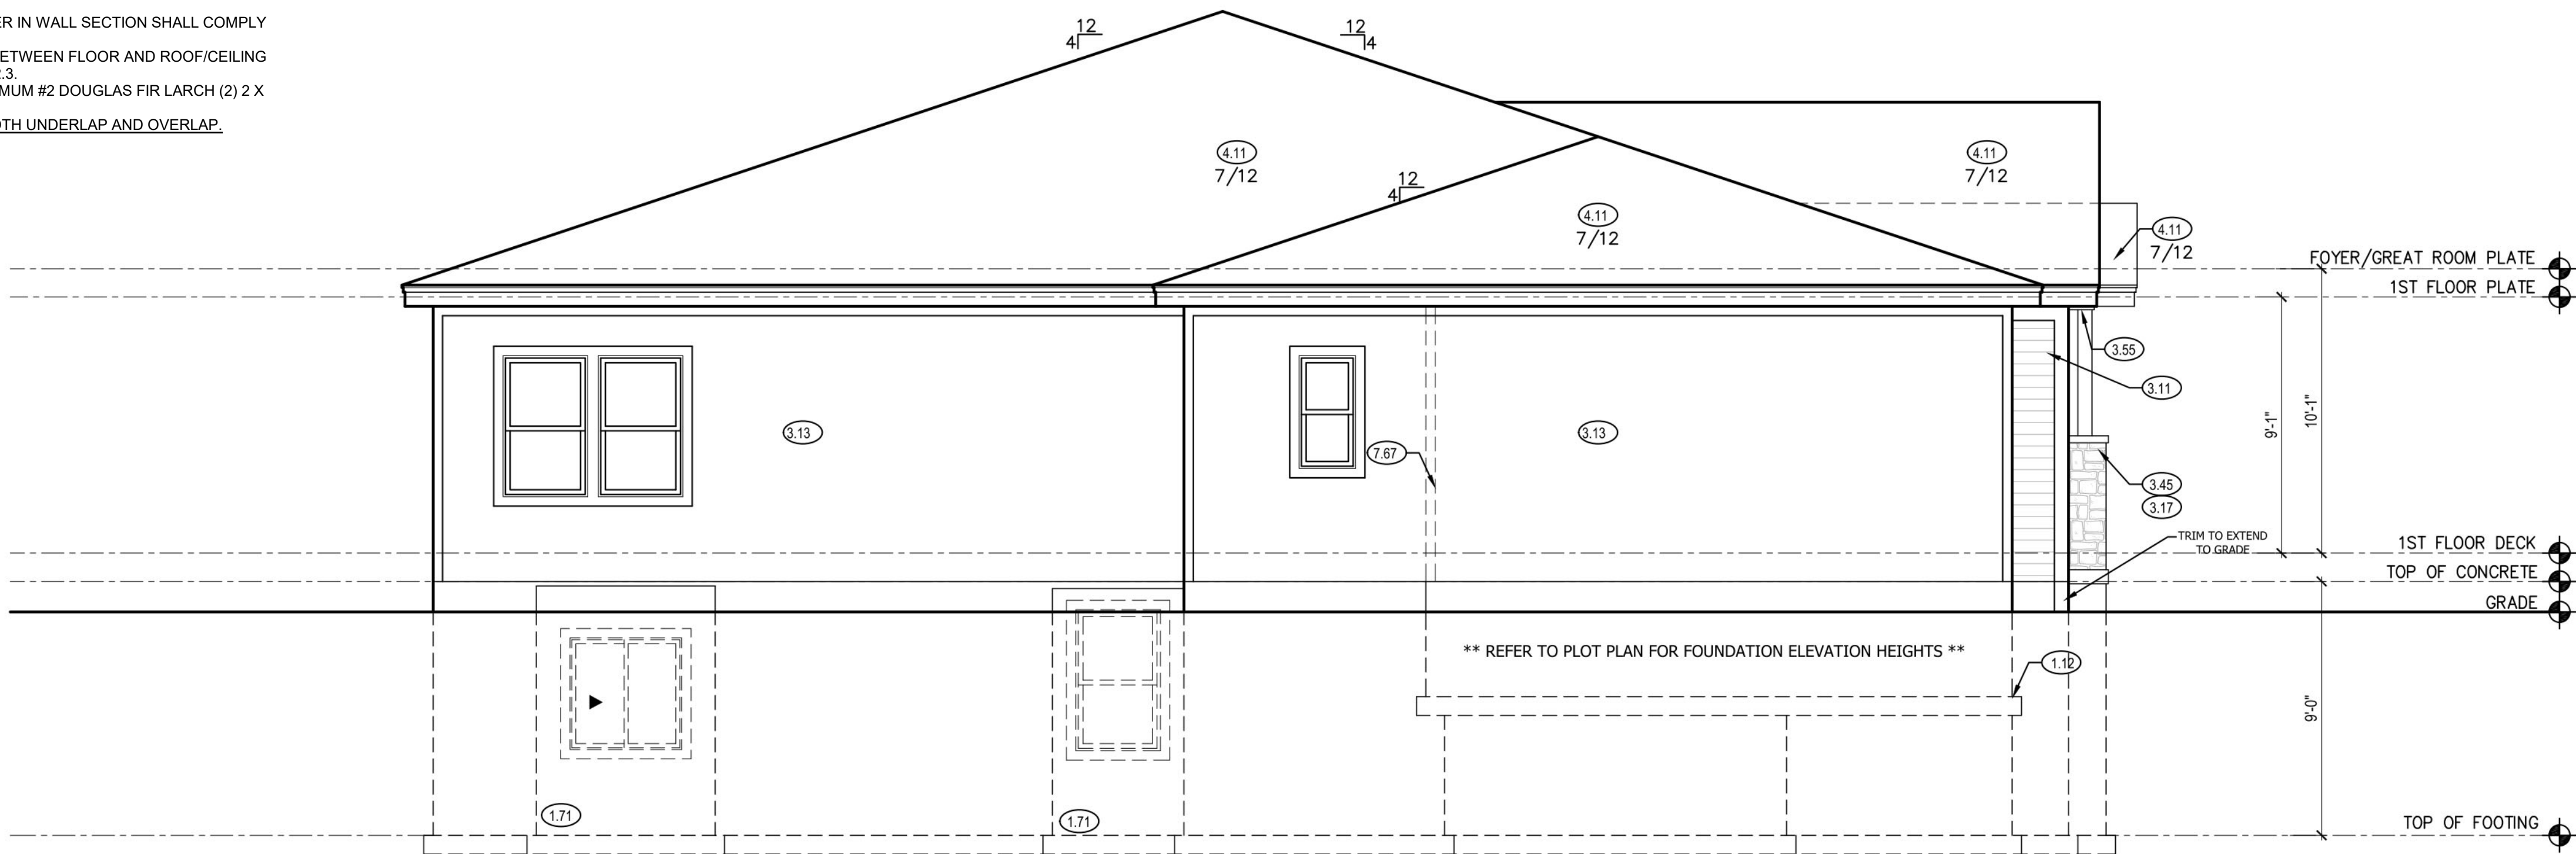 ER IN WALL SECTION SHALL COMPLY
ETWEEN FLOOR AND ROOF/CEILING
2.3.
MUM #2 DOUGLAS FIR LARCH (2) 2 X
OTH UNDERLAP AND OVERLAP.
12
4
12
4
4.11
7/12
4.11
7/12
12
4
4.11
7/12
4.11
7/12
FOYER/GREAT ROOM PLATE
1ST FLOOR PLATE
3.55
3.11
3.13
3.13
7.67
9'-1"
10'-1"
3.45
3.17
TRIM TO EXTEND
TO GRADE
1ST FLOOR DECK
TOP OF CONCRETE
GRADE
** REFER TO PLOT PLAN FOR FOUNDATION ELEVATION HEIGHTS **
1.12
9'-0"
1.71
1.71
TOP OF FOOTING